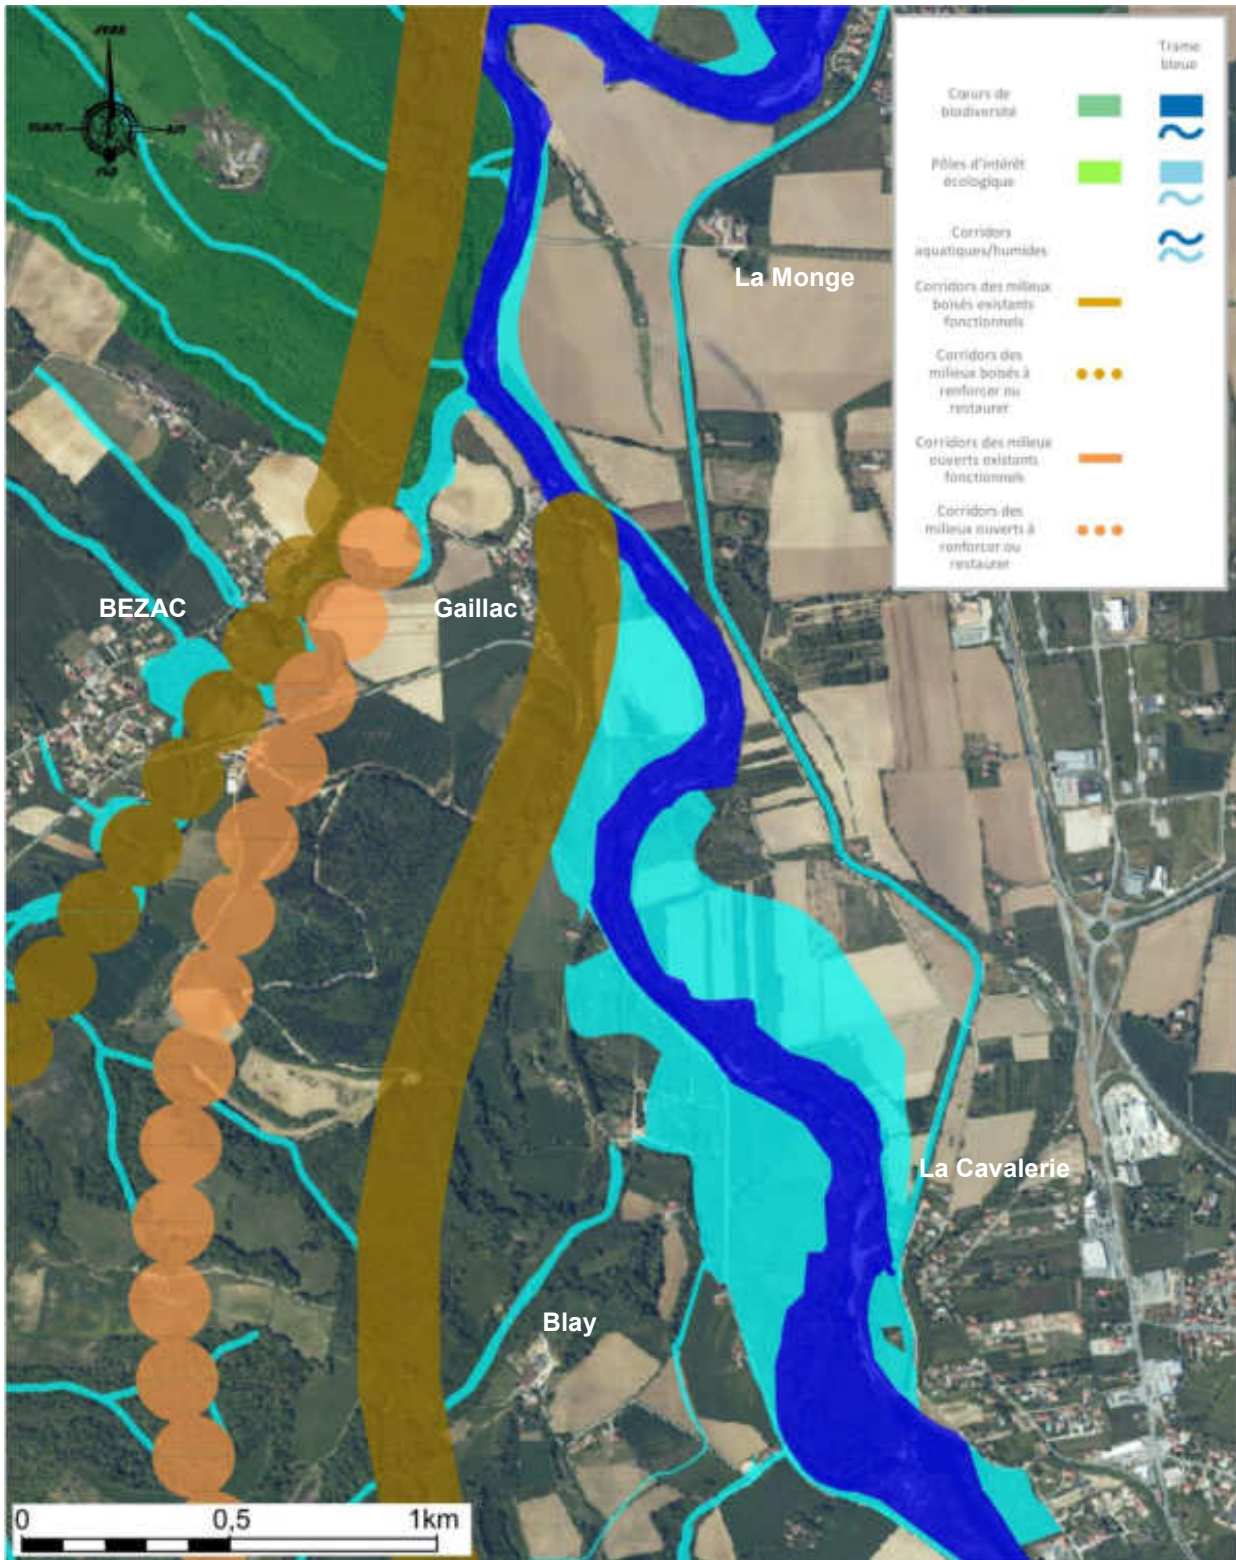 Trame
bleue
Cœurs de
biodiversité
Pôles d'intérêt
écologique
Corridors
aquatiques/humides
Corridors des milieux
boisés existants
fonctionnels
Corridors des
milieux boisés à
renforcer ou
restaurer
Corridors des milieux
ouverts existants
fonctionnels
Corridors des
milieux ouverts à
renforcer ou
restaurer
La Monge
BEZAC
Gaillac
La Cavalerie
Blay
0 0,5 1km